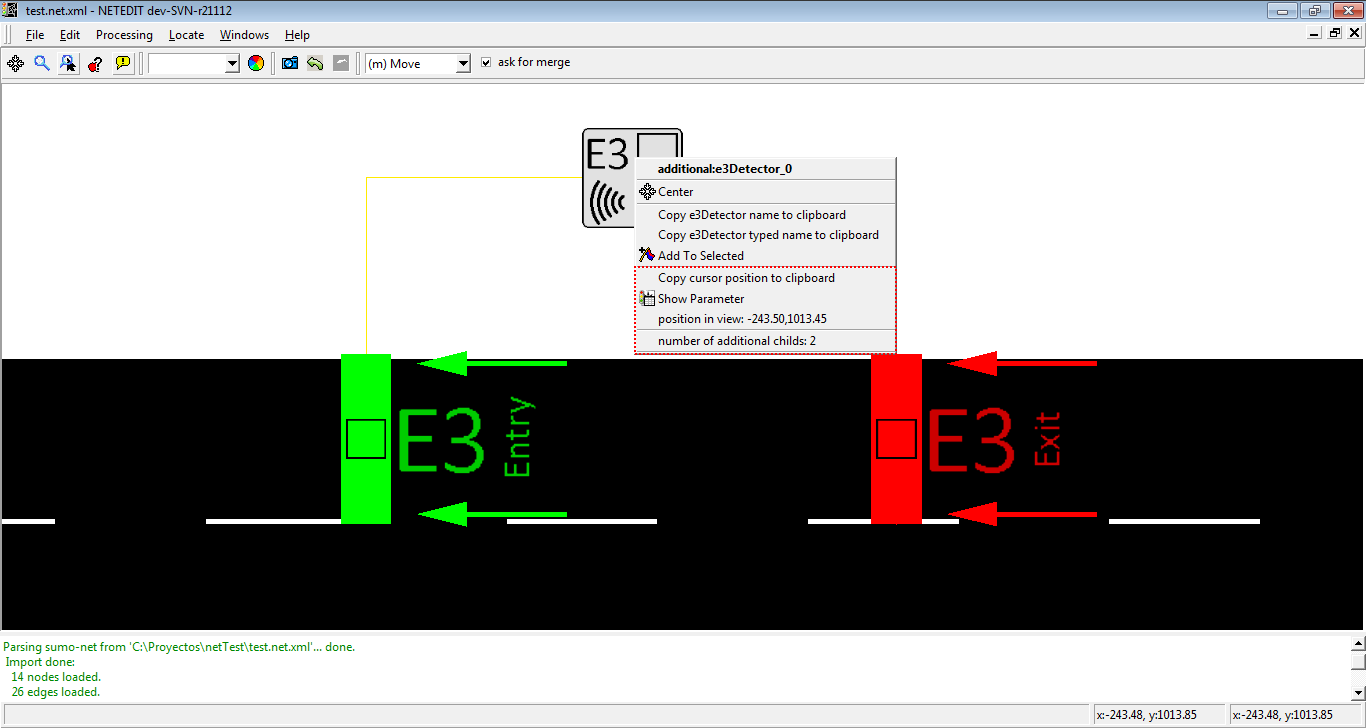 test.net.xml - NETEDIT dev-SVN-r21112
File Edit Processing Locate Windows Help
(m) Move ask for merge
E3
additional:e3Detector_0
Center
Copy e3Detector name to clipboard
Copy e3Detector typed name to clipboard
Add To Selected
Copy cursor position to clipboard
Show Parameter
position in view: -243.50,1013.45
number of additional childs: 2
E3 Entry
E3 Exit
Parsing sumo-net from 'C:\Proyectos\netTest\test.net.xml'... done.
Import done:
14 nodes loaded.
26 edges loaded.
x:-243.48, y:1013.85 x:-243.48, y:1013.85